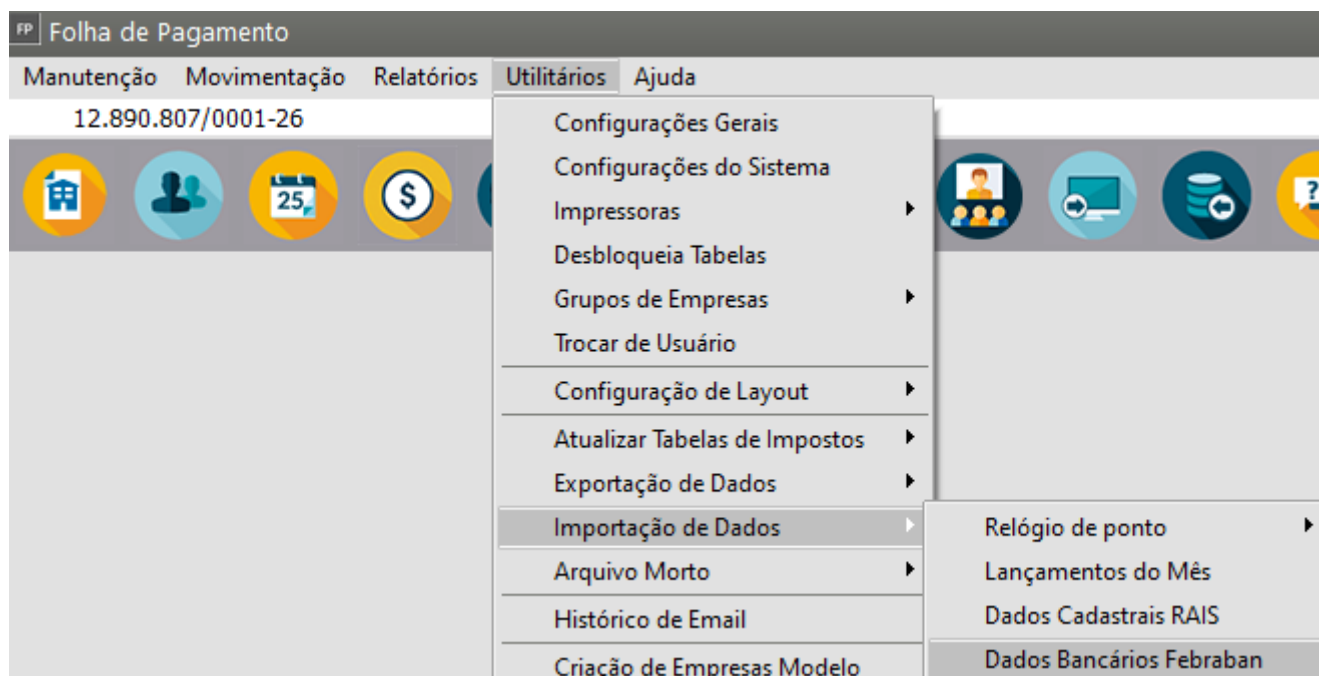 FP Folha de Pagamento
Manutenção Movimentação Relatórios Utilitários Ajuda
12.890.807/0001-26
25
$
?
Configurações Gerais
Configurações do Sistema
Impressoras
Desbloqueia Tabelas
Grupos de Empresas
Trocar de Usuário
Configuração de Layout
Atualizar Tabelas de Impostos
Exportação de Dados
Importação de Dados
Arquivo Morto
Histórico de Email
Criação de Empresas Modelo
Relógio de ponto
Lançamentos do Mês
Dados Cadastrais RAIS
Dados Bancários Febraban